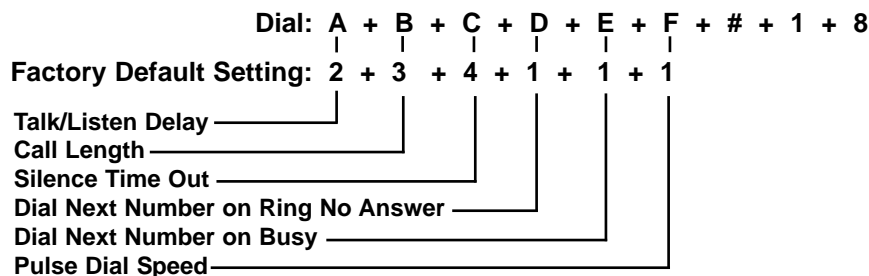 Dial: A + B + C + D + E + F + # + 1 + 8
Factory Default Setting: 2 + 3 + 4 + 1 + 1 + 1
Talk/Listen Delay
Call Length
Silence Time Out
Dial Next Number on Ring No Answer
Dial Next Number on Busy
Pulse Dial Speed